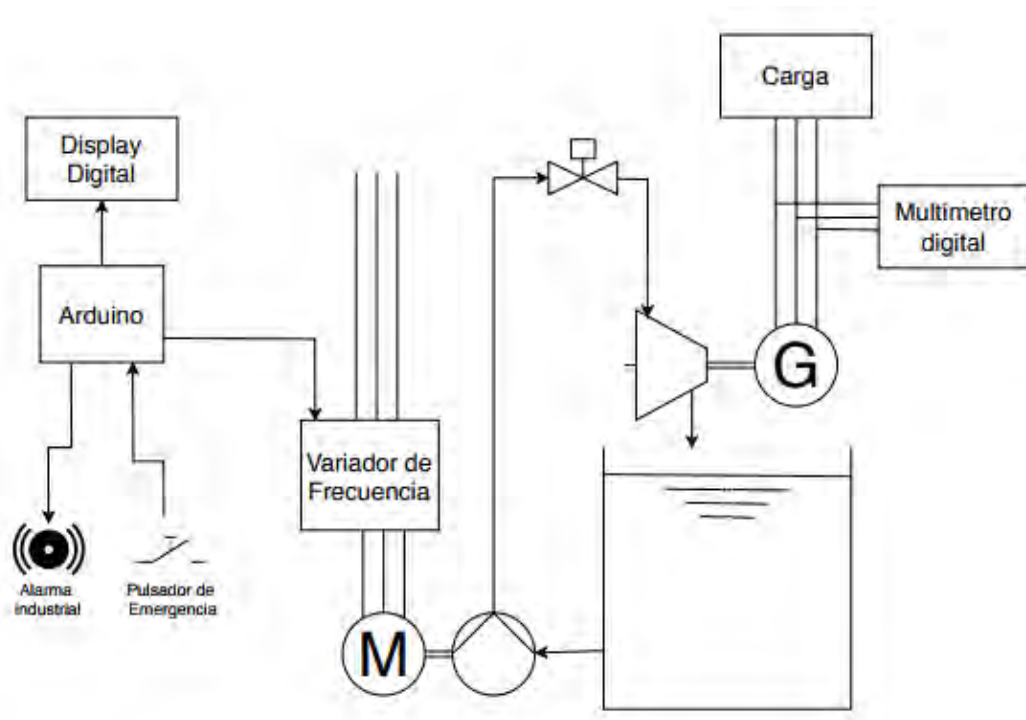 Carga
Display
Digital
Multímetro
digital
Arduino
G
Variador de
Frecuencia
Alarma
industrial
Pulsador de
Emergencia
M